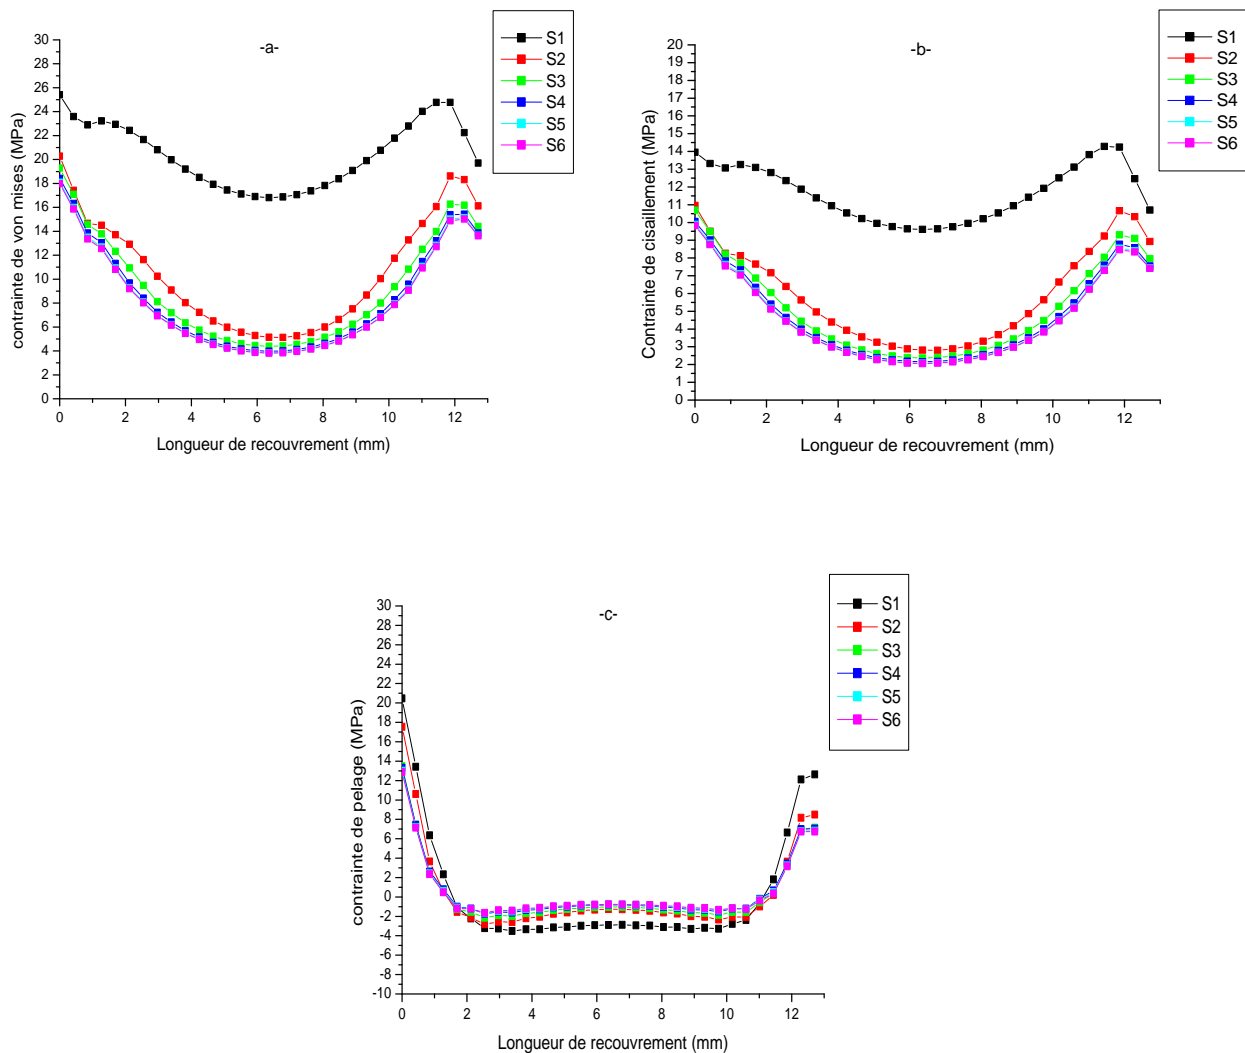 -a-
contrainte de von mises (MPa)
30
28
26
24
22
20
18
16
14
12
10
8
6
4
2
0
0 2 4 6 8 10 12
Longueur de recouvrement (mm)
S1
S2
S3
S4
S5
S6
-b-
Contrainte de cisaillement (MPa)
20
19
18
17
16
15
14
13
12
11
10
9
8
7
6
5
4
3
2
1
0
0 2 4 6 8 10 12
Longueur de recouvrement (mm)
S1
S2
S3
S4
S5
S6
-c-
contrainte de pelage (MPa)
30
28
26
24
22
20
18
16
14
12
10
8
6
4
2
0
-2
-4
-6
-8
-10
0 2 4 6 8 10 12
Longueur de recouvrement (mm)
S1
S2
S3
S4
S5
S6